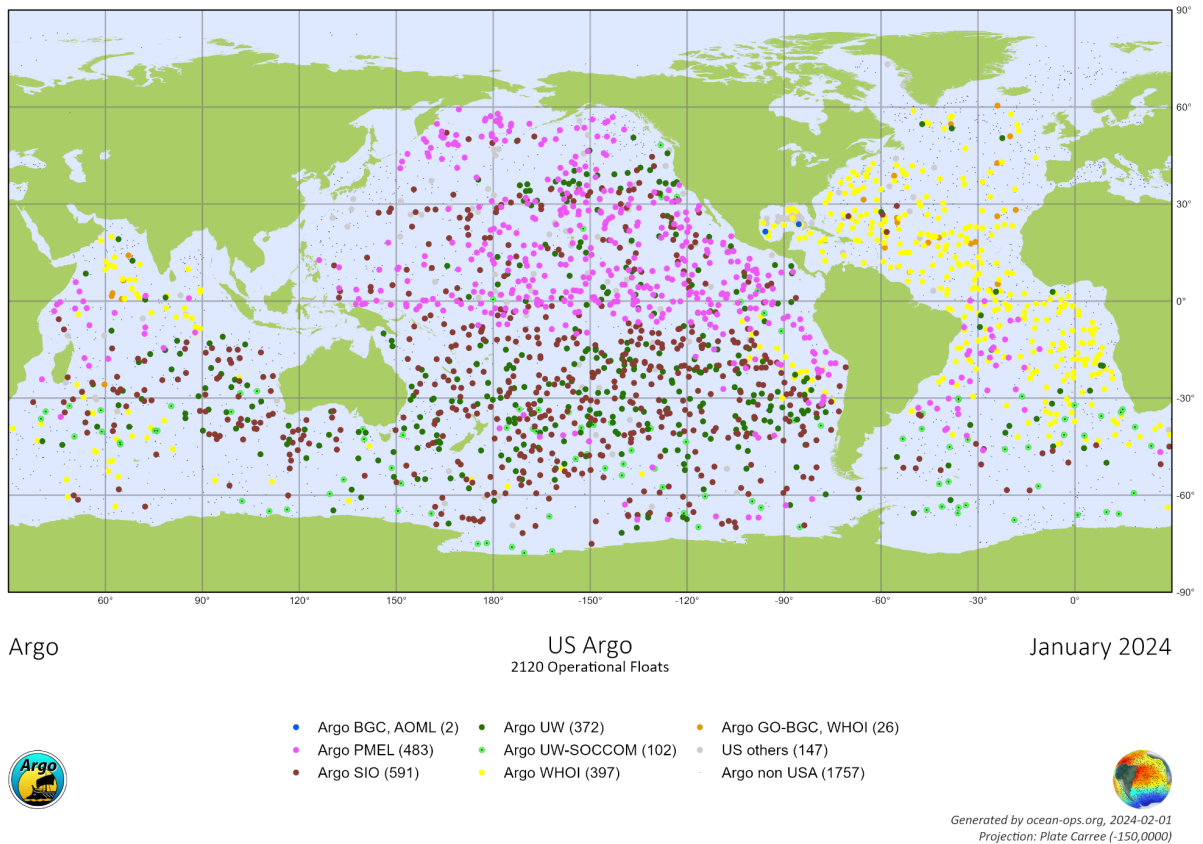 90°
60°
30°
0°
-30°
-60°
-90°
60° 90° 120° 150° 180° -150° -120° -90° -60° -30° 0°
Argo US Argo January 2024
2120 Operational Floats
Argo BGC, AOML (2) Argo UW (372) Argo GO-BGC, WHOI (26)
Argo PMEL (483) Argo UW-SOCCOM (102) US others (147)
Argo SIO (591) Argo WHOI (397) Argo non USA (1757)
Argo
Generated by ocean-ops.org, 2024-02-01
Projection: Plate Carree (-150,0000)